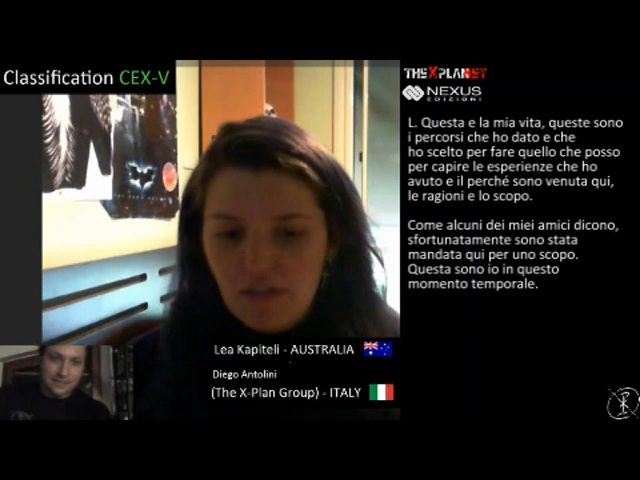 Classification CEX-V
THEXPLANET
NEXUS
EDIZIONI
L. Questa e la mia vita, queste sono
i percorsi che ho dato e che
ho scelto per fare quello che posso
per capire le esperienze che ho
avuto e il perché sono venuta qui,
le ragioni e lo scopo.
Come alcuni dei miei amici dicono,
sfortunatamente sono stata
mandata qui per uno scopo.
Questa sono io in questo
momento temporale.
Lea Kapiteli - AUSTRALIA
Diego Antolini
(The X-Plan Group) - ITALY